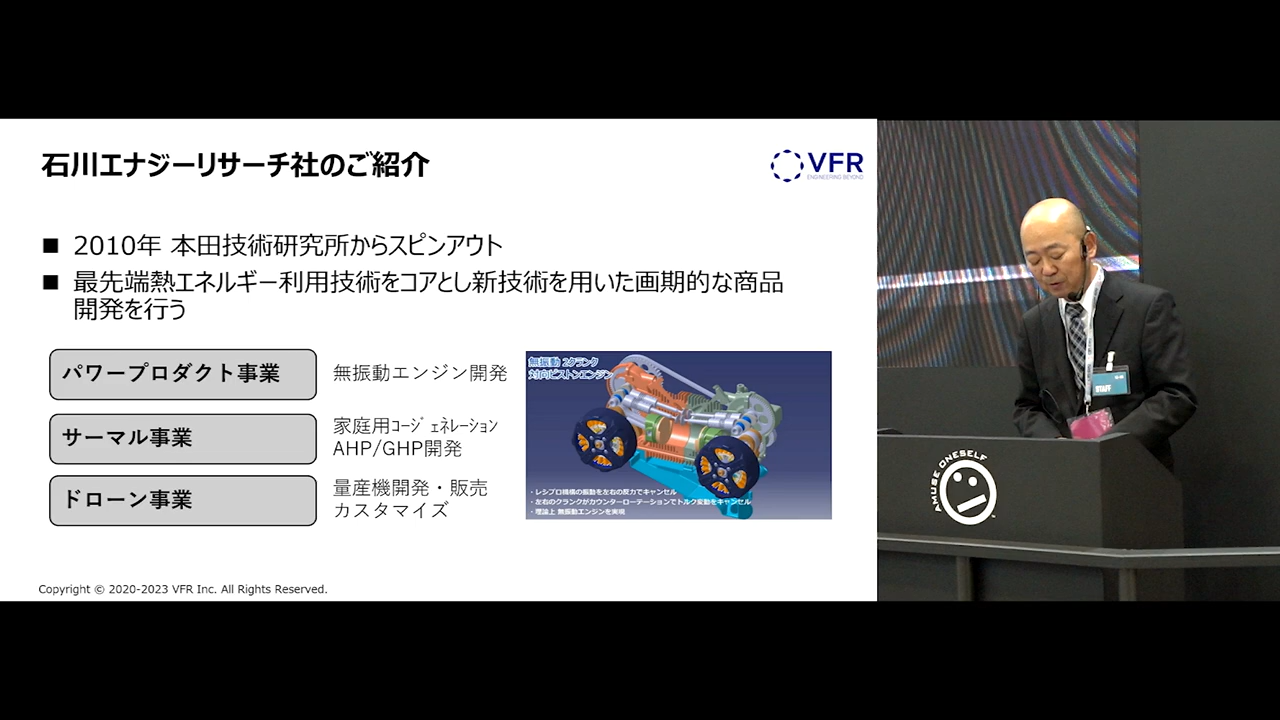 石川エナジーリサーチ社のご紹介
VFR
ENGINEERING BEYOND
■ 2010年 本田技術研究所からスピンアウト
■ 最先端熱エネルギー利用技術をコアとし新技術を用いた画期的な商品
開発を行う
パワープロダクト事業
無振動エンジン開発
サーマル事業
家庭用ｺｰｼﾞｪﾈﾚｰｼｮﾝ
AHP/GHP開発
ドローン事業
量産機開発・販売
カスタマイズ
無振動 2クランク
対向ピストンエンジン
・レシプロ機構の振動を左右の反力でキャンセル
・左右のクランクがカウンターローテーションでトルク変動をキャンセル
・理論上 無振動エンジンを実現
Copyright © 2020-2023 VFR Inc. All Rights Reserved.
STAFF
AMUSE ONESELF